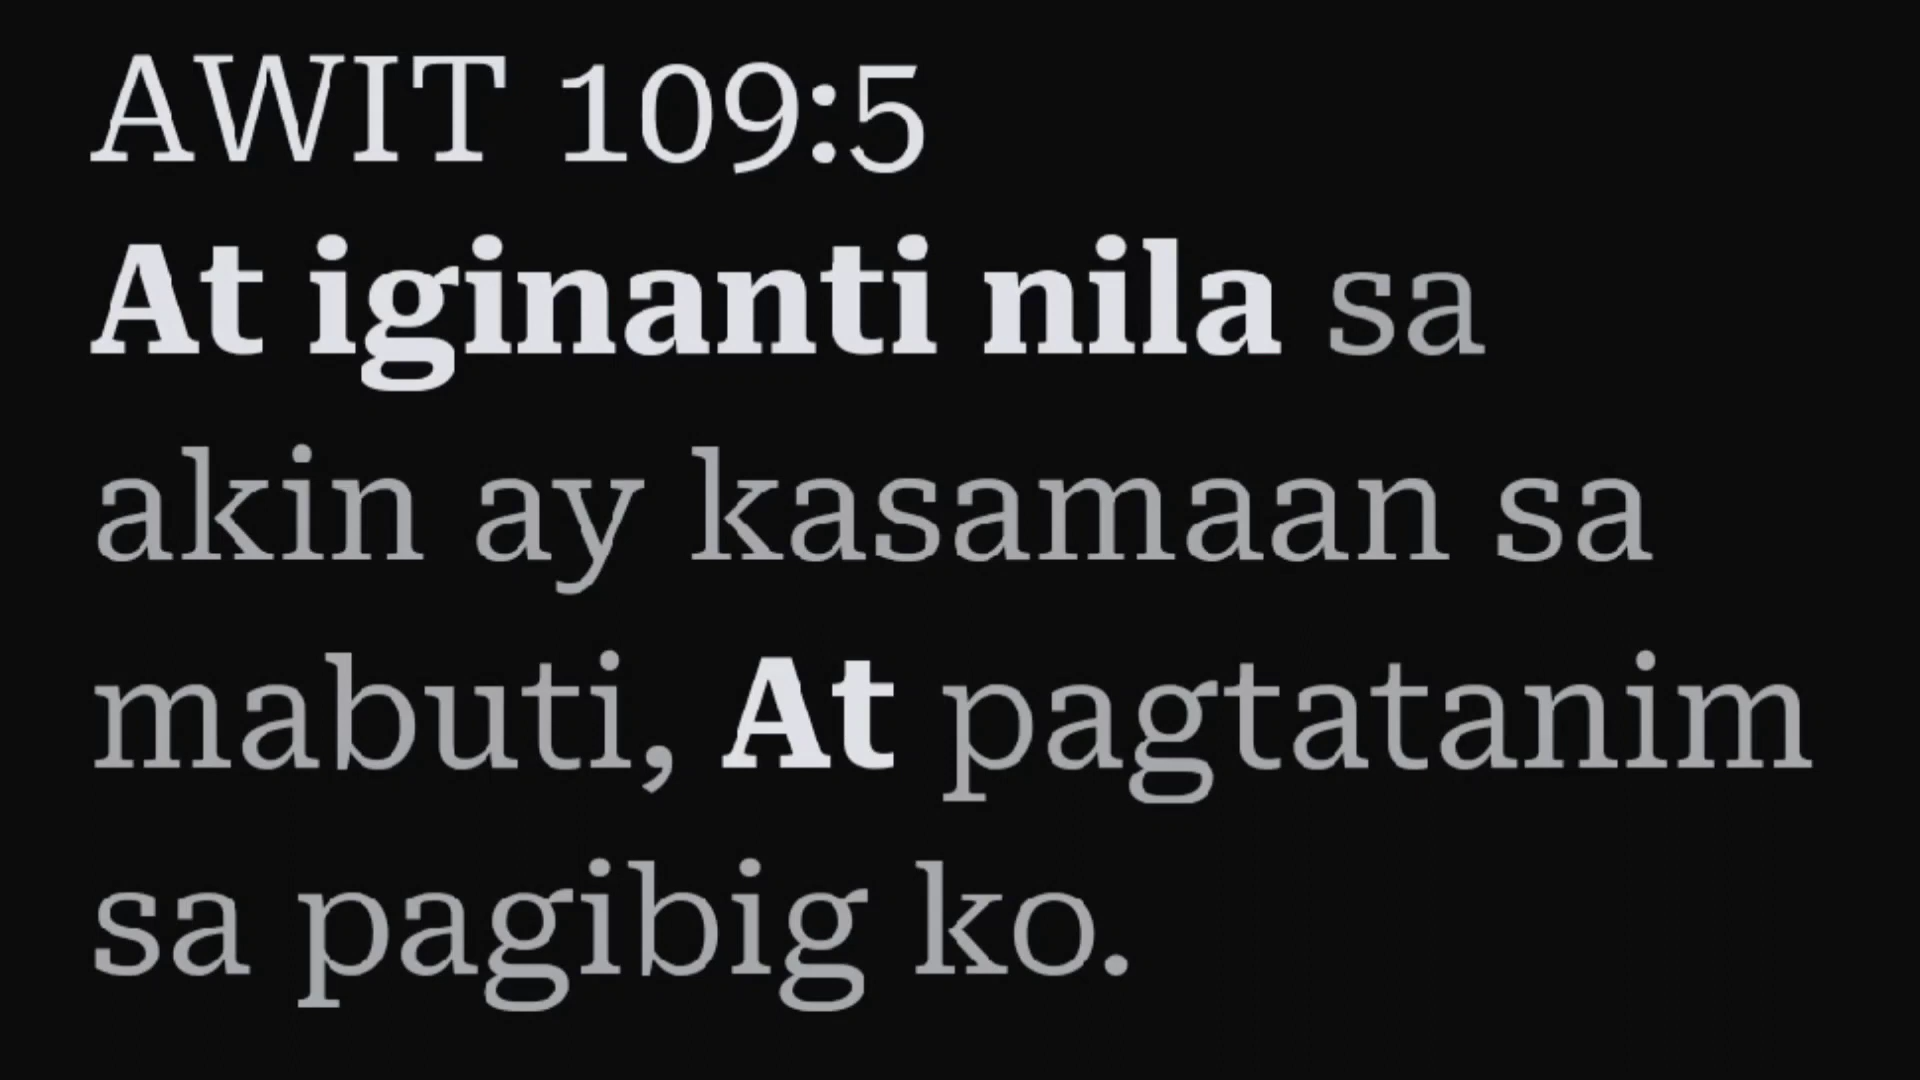 AWIT 109:5
At iginanti nila sa
akin ay kasamaan sa
mabuti, At pagtatanim
sa pagibig ko.